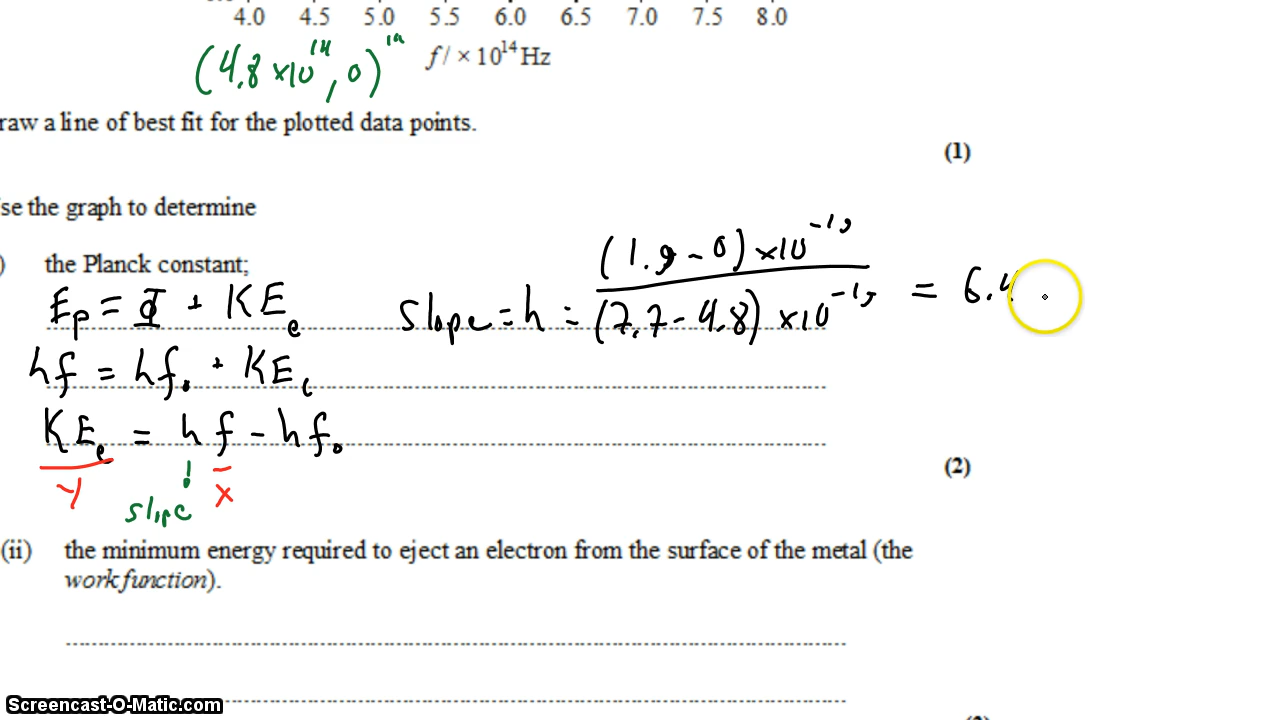 4.0 4.5 5.0 5.5 6.0 6.5 7.0 7.5 8.0
f / × 10¹⁴ Hz
(4.8 ×10¹⁴, 0)
raw a line of best fit for the plotted data points.
(1)
se the graph to determine
) the Planck constant;
Ep = Φ + KEe
slope = h = (1.9 - 0) ×10⁻¹⁹ / (7.7 - 4.8) ×10⁻¹⁹ = 6.4
hf = hf₀ + KEe
KEe = hf - hf₀
(2)
y slope x
(ii) the minimum energy required to eject an electron from the surface of the metal (the
work function).
Screencast-O-Matic.com